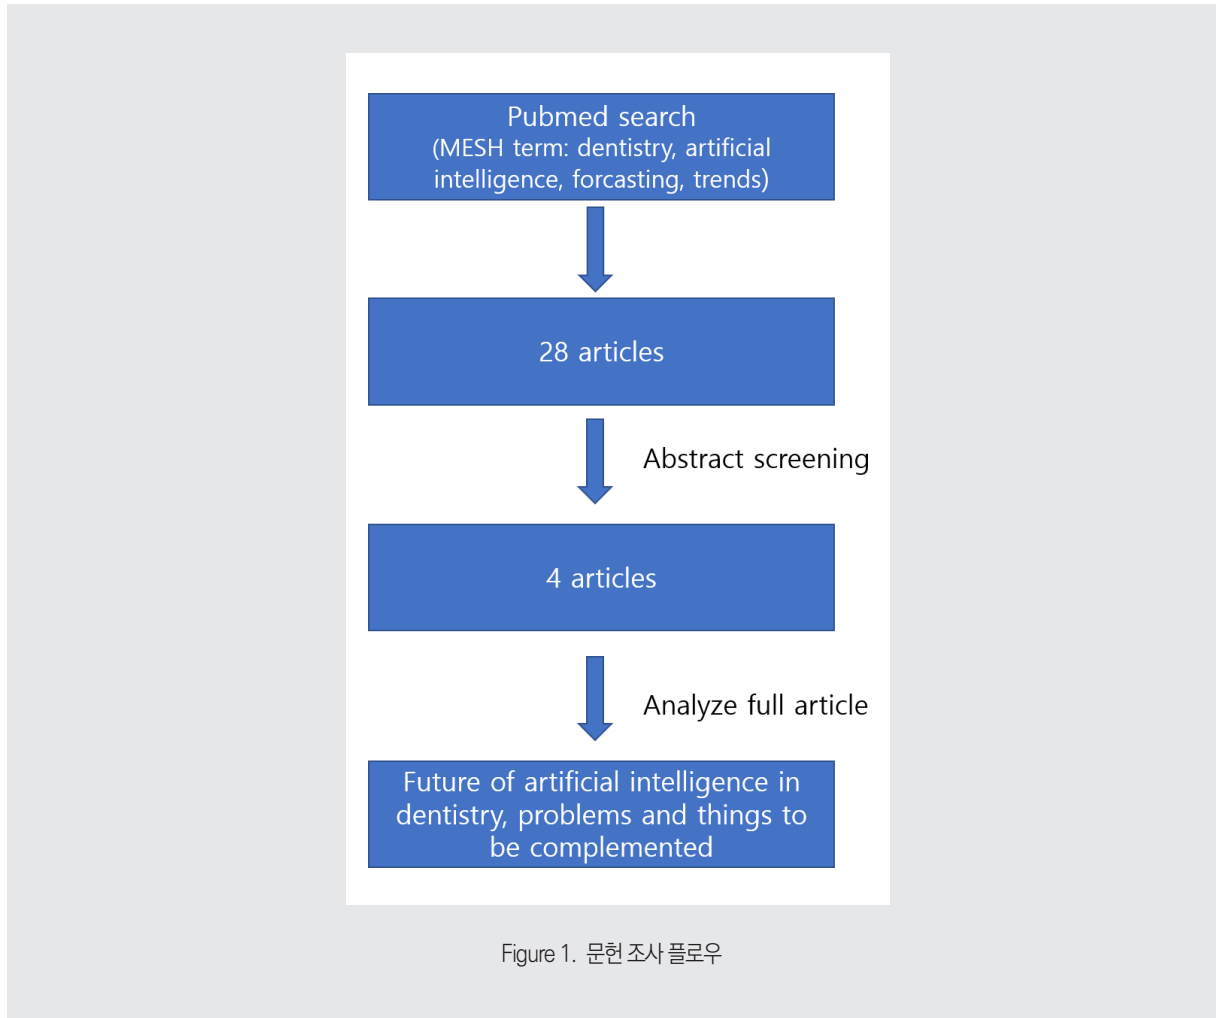 Pubmed search
(MESH term: dentistry, artificial
intelligence, forcasting, trends)
28 articles
Abstract screening
4 articles
Analyze full article
Future of artificial intelligence in
dentistry, problems and things to
be complemented
Figure 1. 문헌 조사 플로우